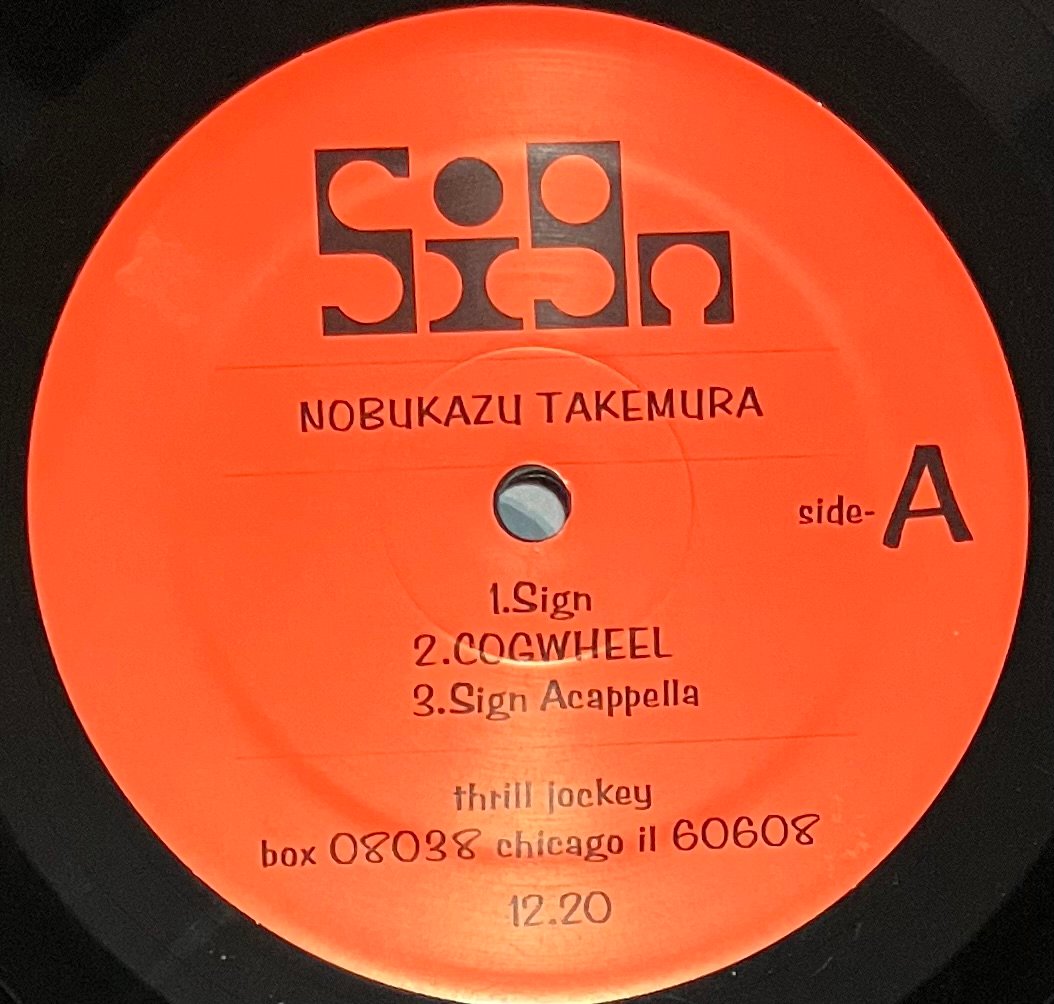 Sign
NOBUKAZU TAKEMURA
side-A
1.Sign
2.COGWHEEL
3.Sign Acappella
thrill jockey
box 08038 chicago il 60608
12.20